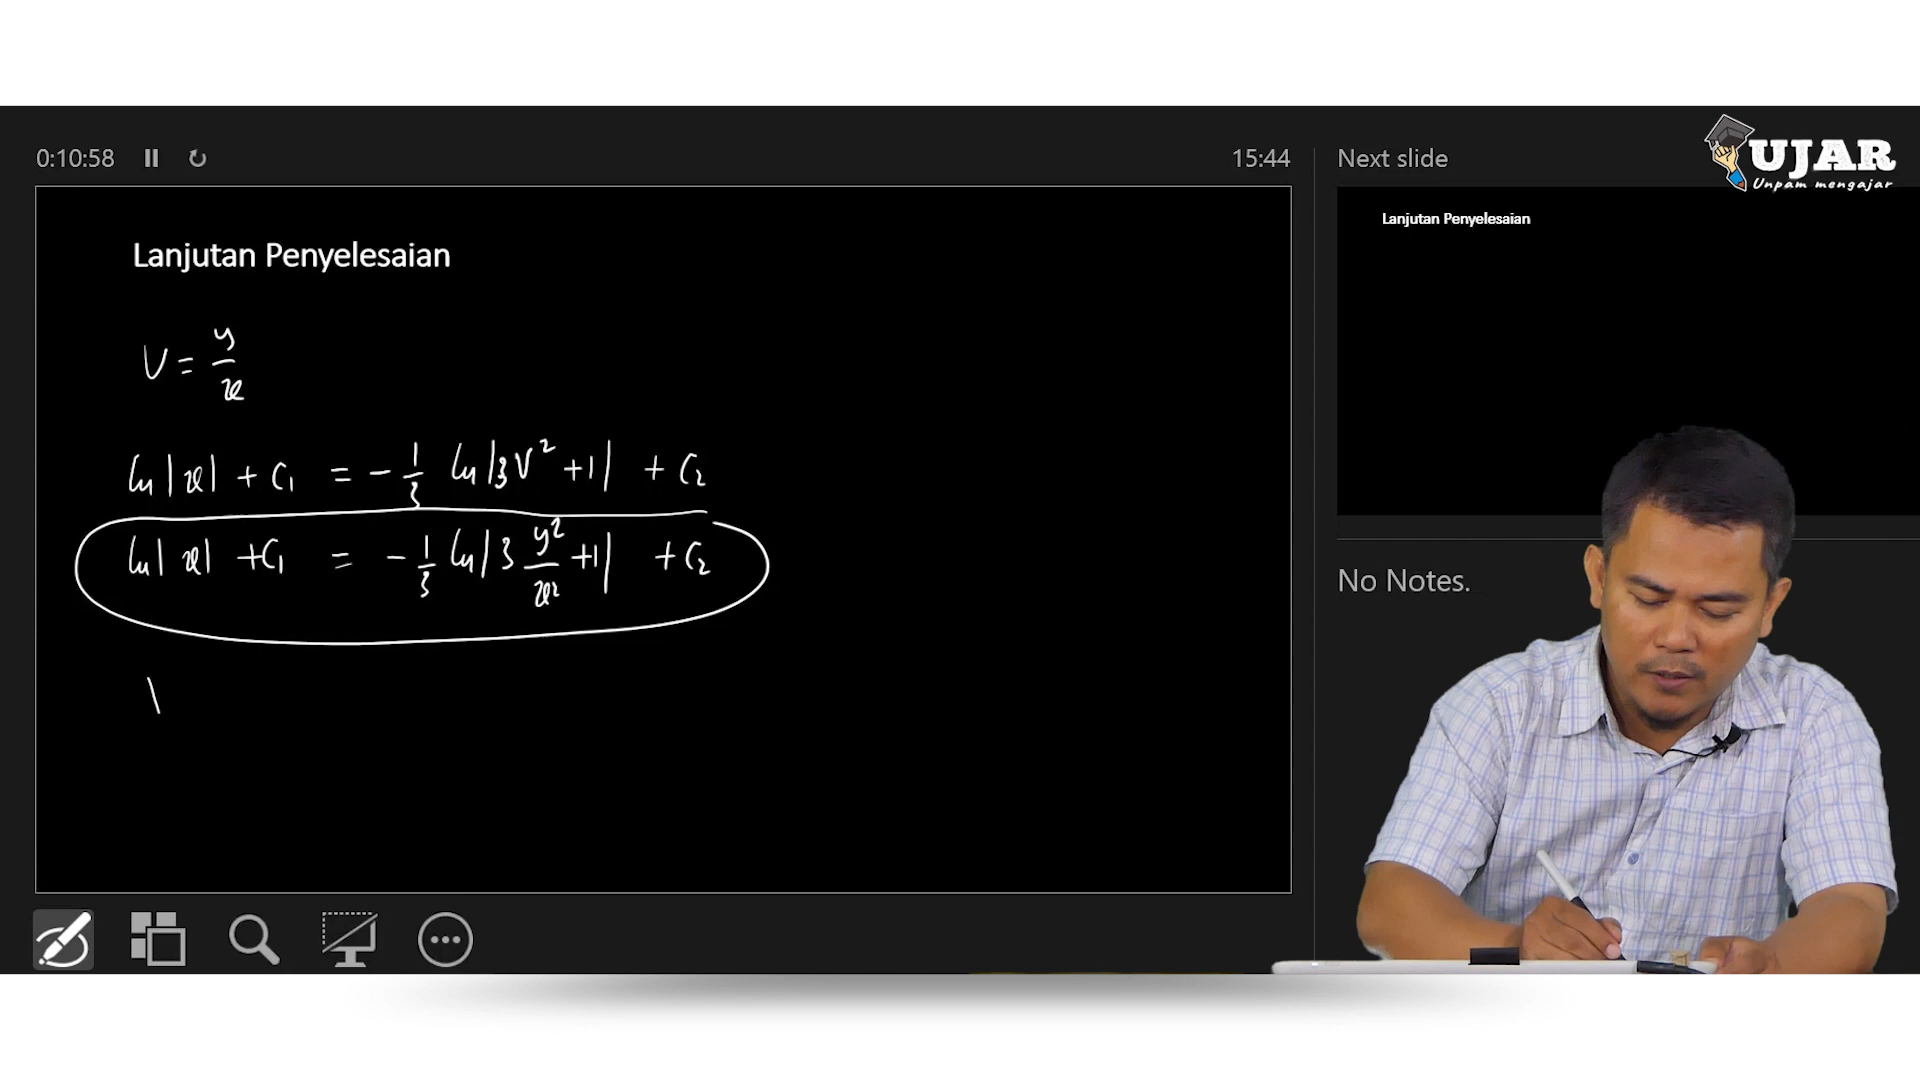 0:10:58
15:44
Next slide
UJAR
Unpam mengajar
Lanjutan Penyelesaian
Lanjutan Penyelesaian
V = y/x
ln|x| + C₁ = -1/3 ln|3V² +1| + C₂
ln|x| + C₁ = -1/3 ln|3 y²/x² +1| + C₂
No Notes.